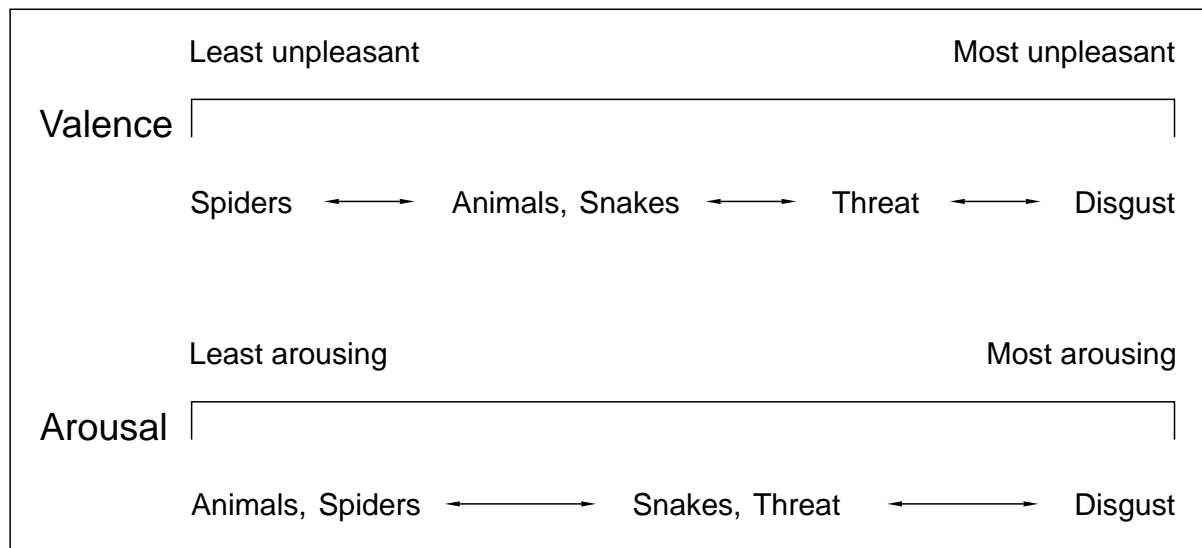 Least unpleasant Most unpleasant
Valence
Spiders Animals, Snakes Threat Disgust
Least arousing Most arousing
Arousal
Animals, Spiders Snakes, Threat Disgust